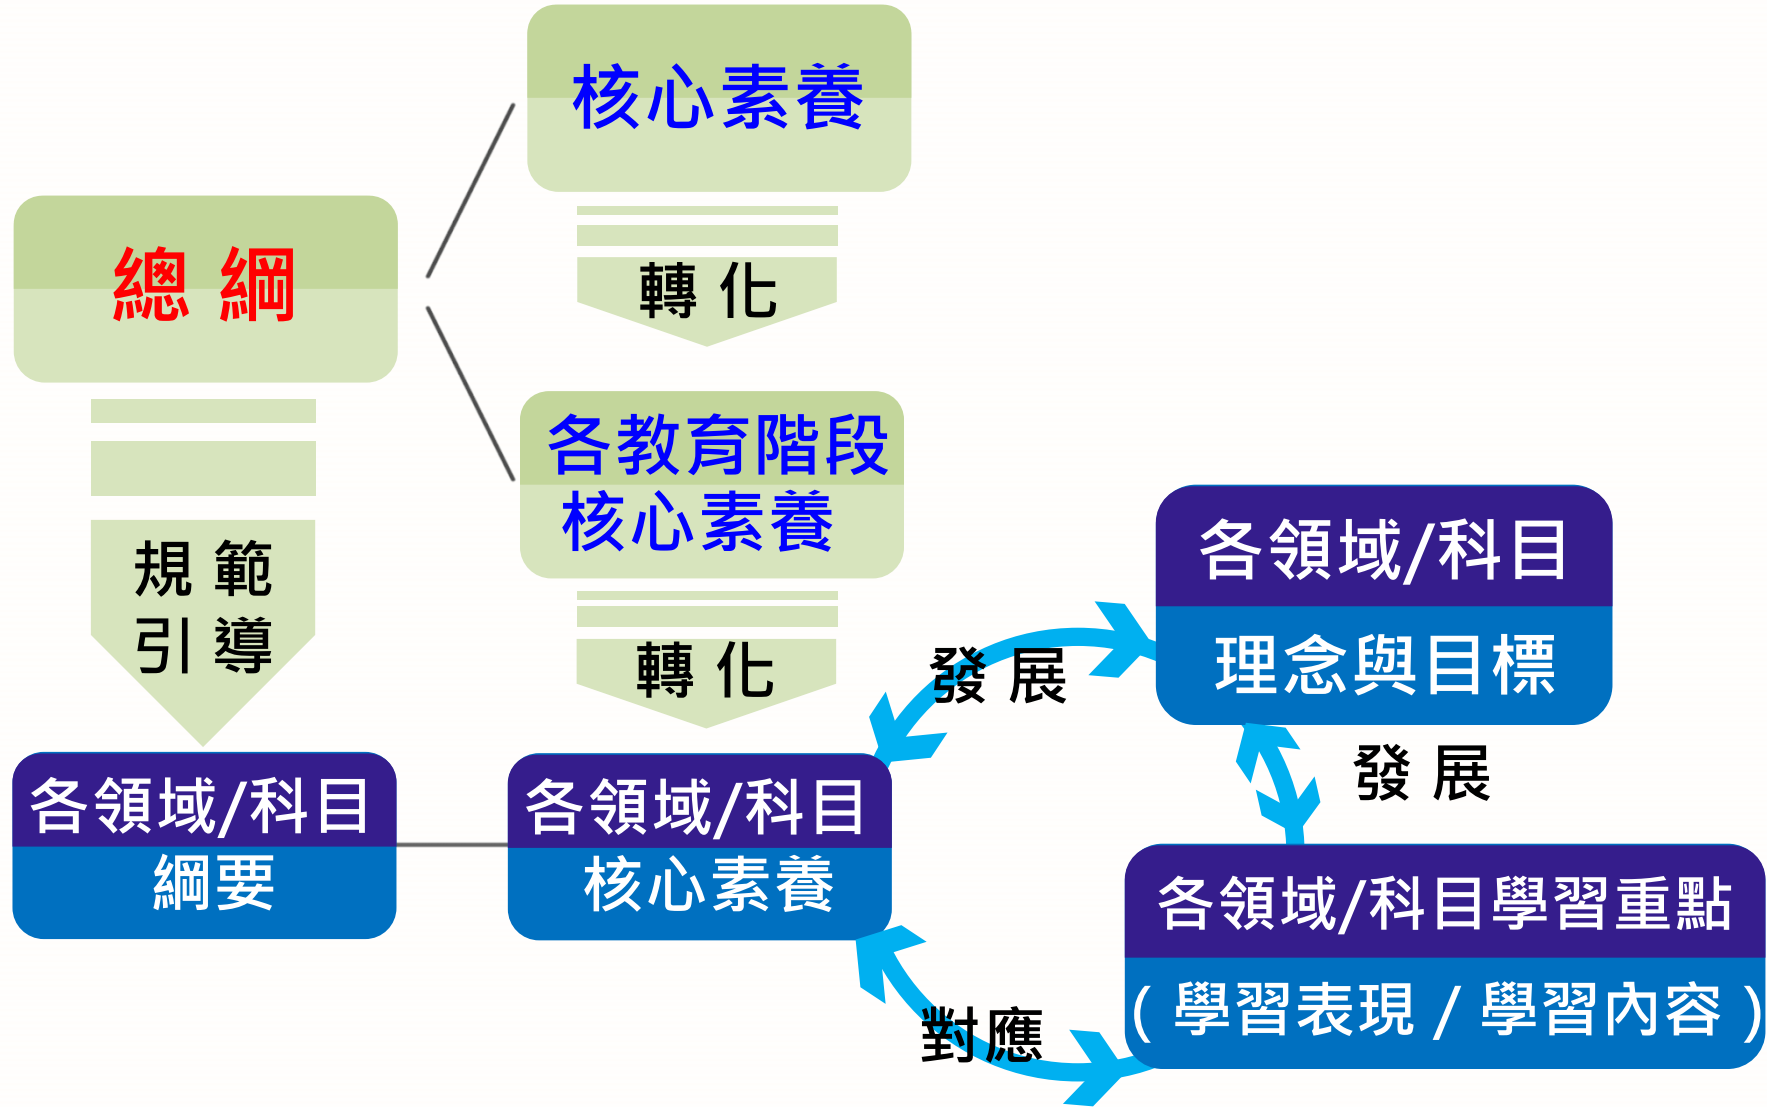 核心素養
總 綱
轉 化
各教育階段
核心素養
規 範
引 導
轉 化
各領域/科目
綱要
各領域/科目
核心素養
發 展
各領域/科目
理念與目標
發 展
各領域/科目學習重點
( 學習表現 / 學習內容 )
對應